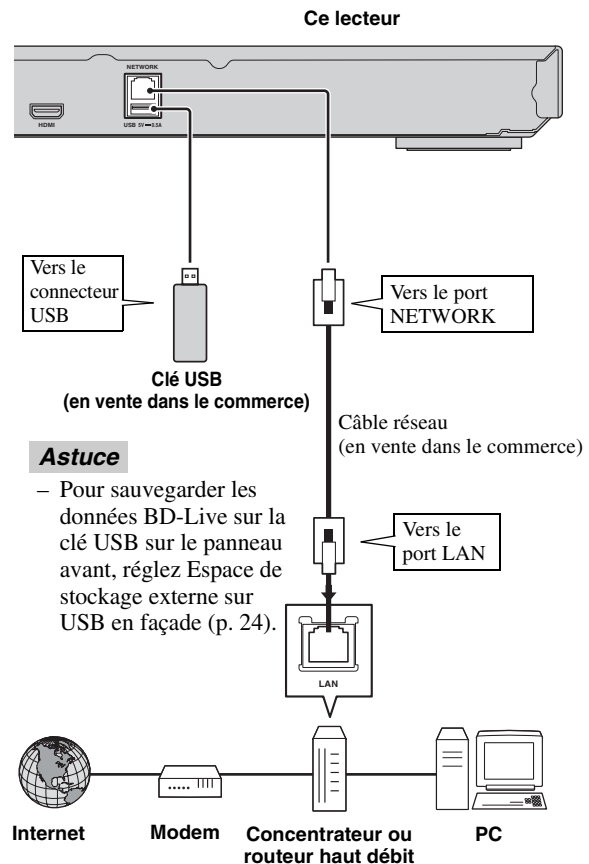 Ce lecteur
NETWORK
HDMI
USB 5V⎓0.5A
Vers le
connecteur
USB
Vers le port
NETWORK
Clé USB
(en vente dans le commerce)
Câble réseau
(en vente dans le commerce)
Astuce
– Pour sauvegarder les
données BD-Live sur la
clé USB sur le panneau
avant, réglez Espace de
stockage externe sur
USB en façade (p. 24).
Vers le
port LAN
LAN
Internet
Modem
Concentrateur ou
routeur haut débit
PC